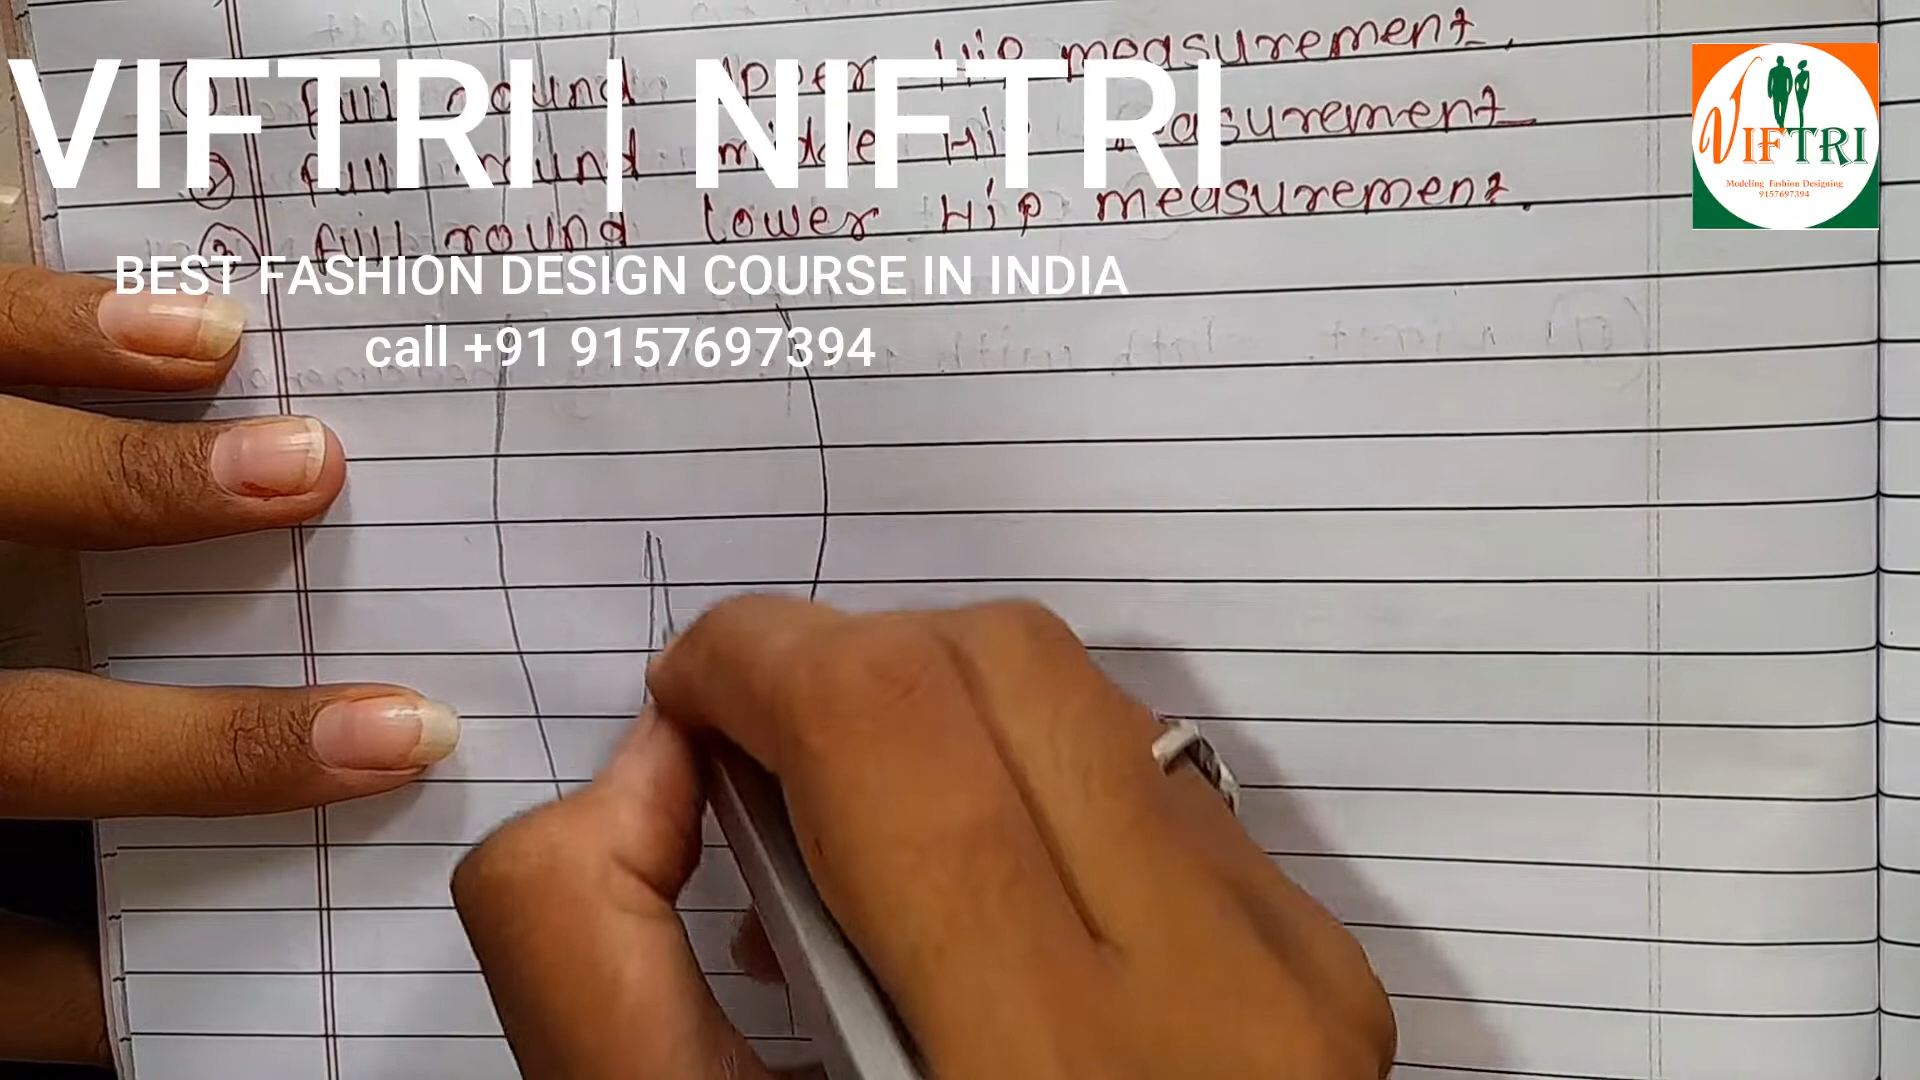 ① full round upper Hip measurement.
② full round middle Hip measurement
③ full round lower Hip measurement.
VIFTRI | NIFTRI
BEST FASHION DESIGN COURSE IN INDIA
call +91 9157697394
VIFTRI
Modeling Fashion Designing
9157697394